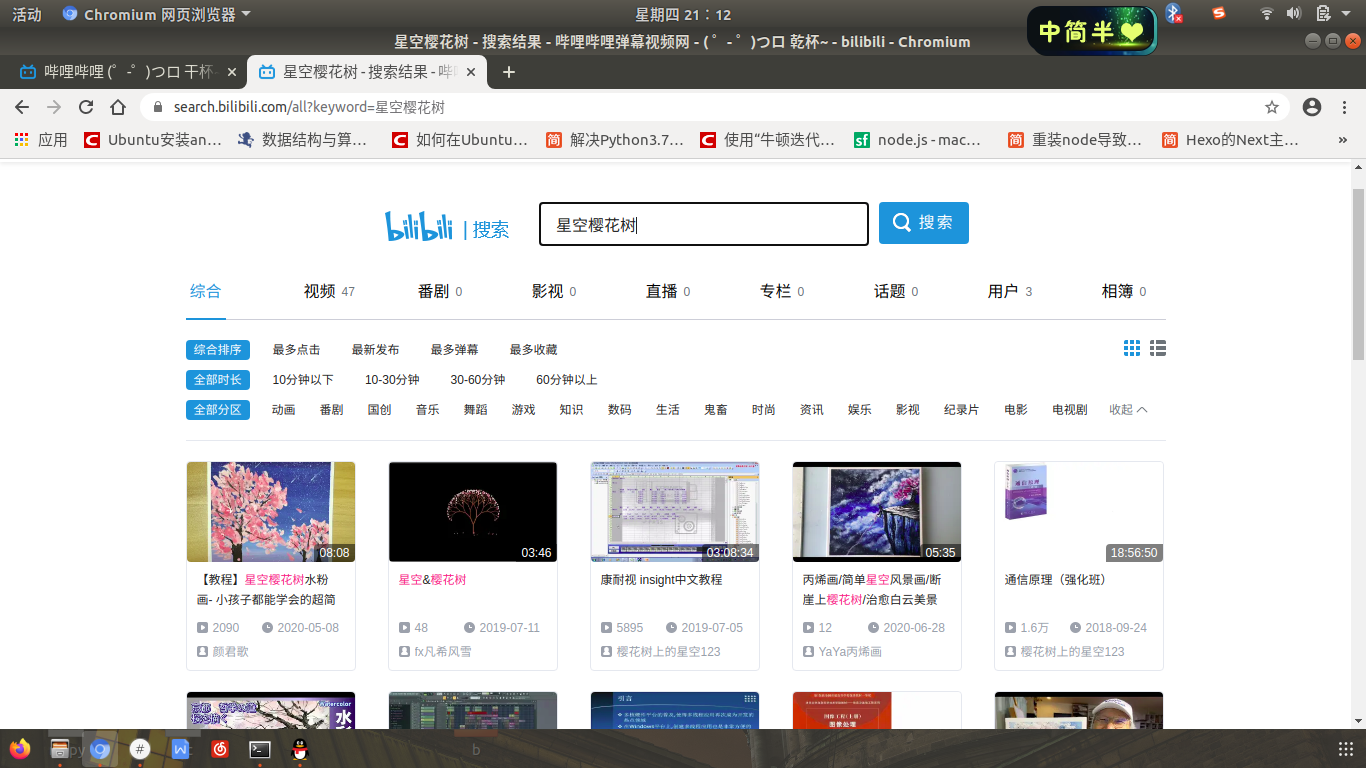 活动
Chromium 网页浏览器
星期四 21：12
中简半
星空樱花树 - 搜索结果 - 哔哩哔哩弹幕视频网 - ( ゜- ゜)つロ 乾杯~ - bilibili - Chromium
哔哩哔哩 (゜-゜)つロ 干杯
星空樱花树 - 搜索结果 - 哔
search.bilibili.com/all?keyword=星空樱花树
应用
Ubuntu安装an…
数据结构与算…
如何在Ubuntu…
解决Python3.7…
使用“牛顿迭代…
node.js - mac…
重装node导致…
Hexo的Next主…
bilibili | 搜索
星空樱花树
搜索
综合
视频 47
番剧 0
影视 0
直播 0
专栏 0
话题 0
用户 3
相簿 0
综合排序 最多点击 最新发布 最多弹幕 最多收藏
全部时长 10分钟以下 10-30分钟 30-60分钟 60分钟以上
全部分区 动画 番剧 国创 音乐 舞蹈 游戏 知识 数码 生活 鬼畜 时尚 资讯 娱乐 影视 纪录片 电影 电视剧 收起
08:08
【教程】星空樱花树水粉
画- 小孩子都能学会的超简
2090 2020-05-08
颜君歌
03:46
星空&樱花树
48 2019-07-11
fx凡希风雪
03:08:34
康耐视 insight中文教程
5895 2019-07-05
樱花树上的星空123
05:35
丙烯画/简单星空风景画/断
崖上樱花树/治愈白云美景
12 2020-06-28
YaYa丙烯画
通信原理
18:56:50
通信原理（强化班）
1.6万 2018-09-24
樱花树上的星空123
Watercolor
水
引言
图像工程(上册)
图像处理
b